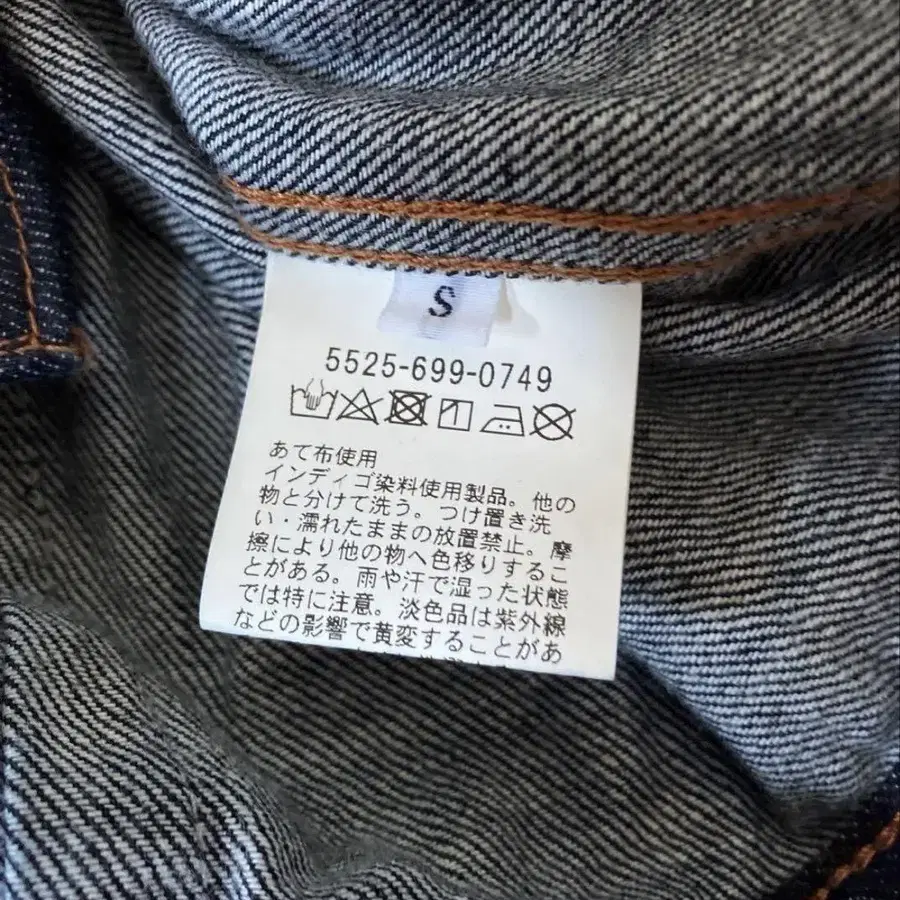 S
5525-699-0749
あて布使用
インディゴ染料使用製品。他の
物と分けて洗う。つけ置き洗
い・濡れたままの放置禁止。摩
擦により他の物へ色移りするこ
とがある。雨や汗で湿った状態
では特に注意。淡色品は紫外線
などの影響で黄変することがあ